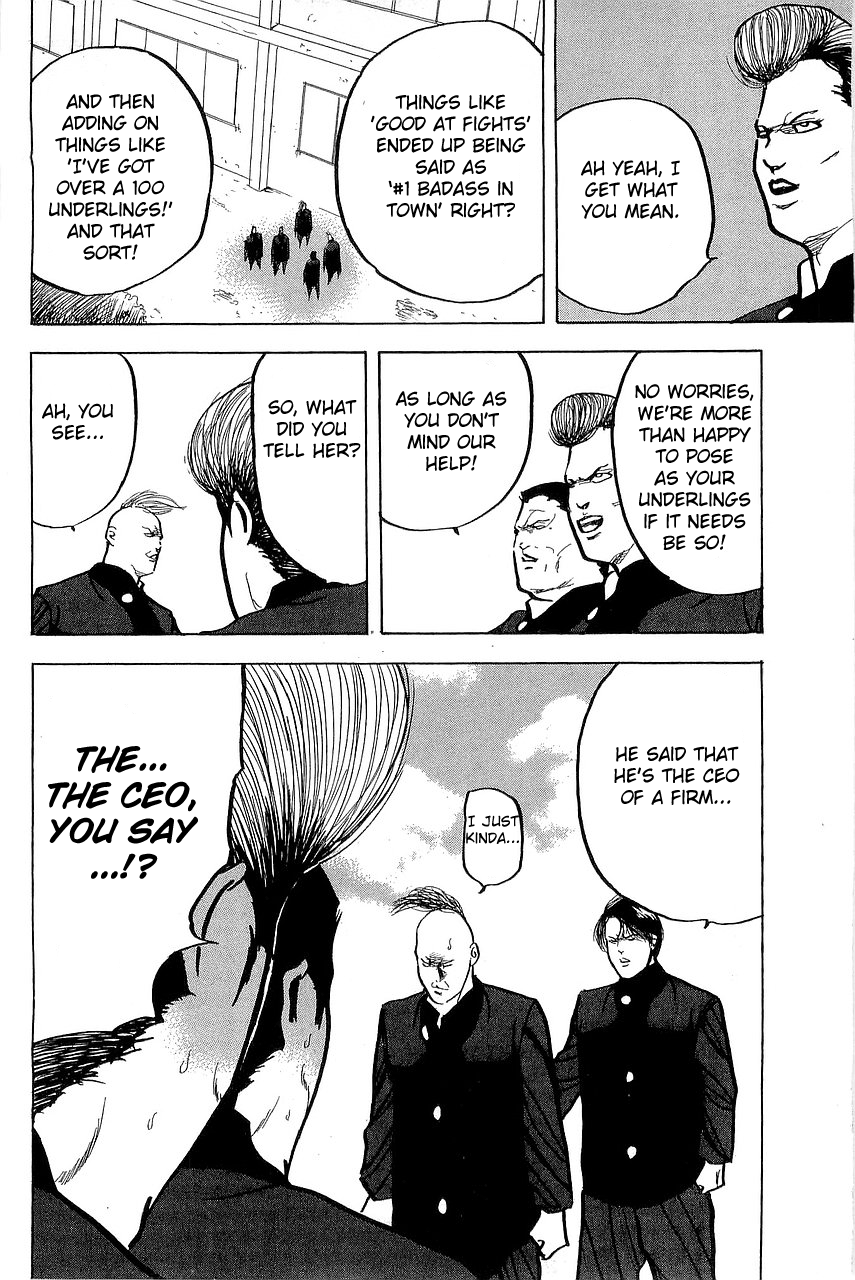 AH YEAH, I
GET WHAT
YOU MEAN.
THINGS LIKE
'GOOD AT FIGHTS'
ENDED UP BEING
SAID AS
'#1 BADASS IN
TOWN' RIGHT?
AND THEN
ADDING ON
THINGS LIKE
'I'VE GOT
OVER A 100
UNDERLINGS!'
AND THAT
SORT!
NO WORRIES,
WE'RE MORE
THAN HAPPY
TO POSE
AS YOUR
UNDERLINGS
IF IT NEEDS
BE SO!
AS LONG AS
YOU DON'T
MIND OUR
HELP!
SO, WHAT
DID YOU
TELL HER?
AH, YOU
SEE...
HE SAID THAT
HE'S THE CEO
OF A FIRM...
I JUST
KINDA...
THE...
THE CEO,
YOU SAY
...!?